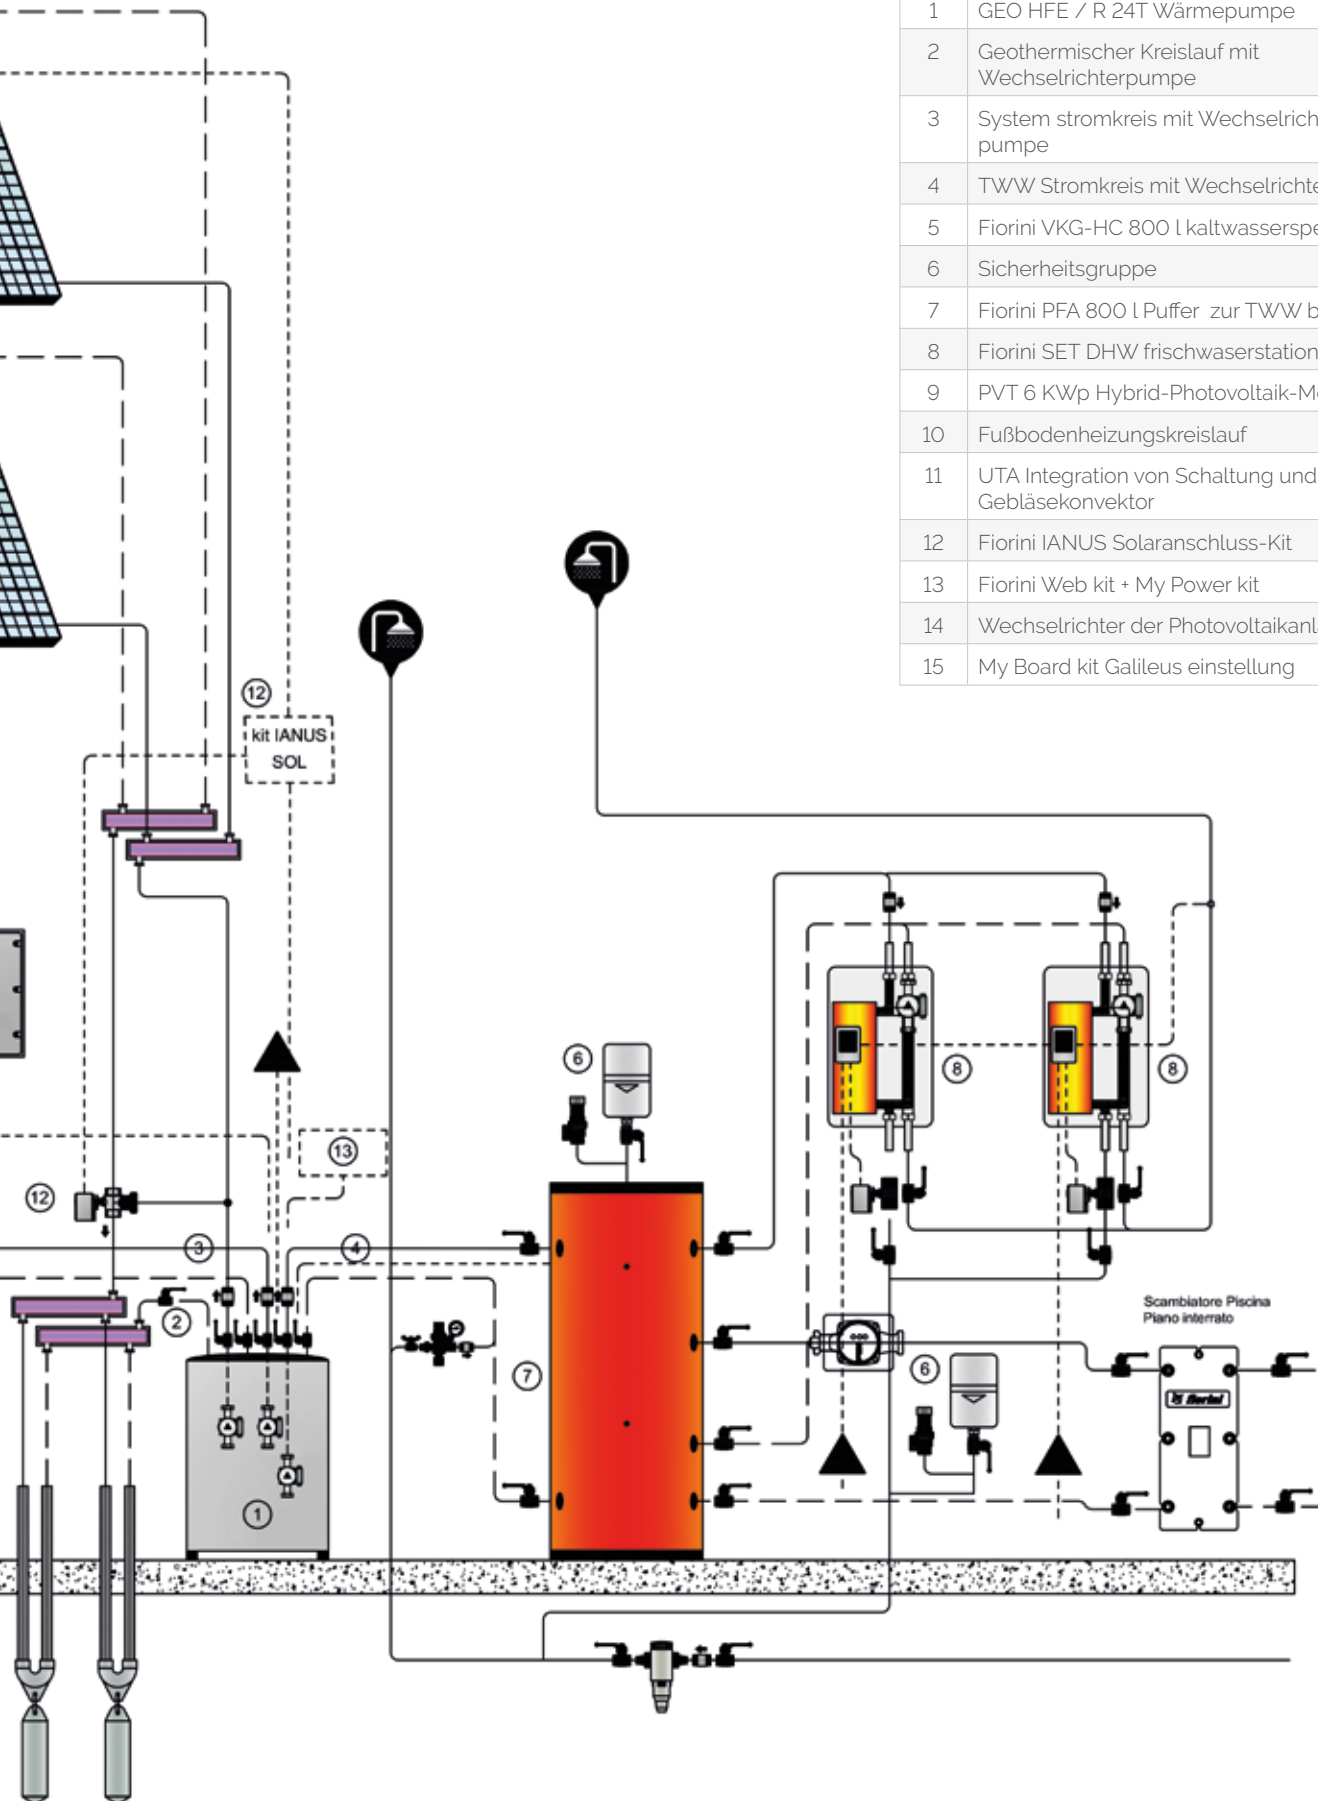 1 GEO HFE / R 24T Wärmepumpe
2 Geothermischer Kreislauf mit
Wechselrichterpumpe
3 System stromkreis mit Wechselrich
pumpe
4 TWW Stromkreis mit Wechselricht
5 Fiorini VKG-HC 800 l kaltwasserspe
6 Sicherheitsgruppe
7 Fiorini PFA 800 l Puffer zur TWW b
8 Fiorini SET DHW frischwaserstation
9 PVT 6 KWp Hybrid-Photovoltaik-M
10 Fußbodenheizungskreislauf
11 UTA Integration von Schaltung und
Gebläsekonvektor
12 Fiorini IANUS Solaranschluss-Kit
13 Fiorini Web kit + My Power kit
14 Wechselrichter der Photovoltaikanl
15 My Board kit Galileus einstellung
12
kit IANUS
SOL
6
8
8
13
12
3
4
2
7
6
1
Scambiatore Piscina
Piano interrato
fiorini